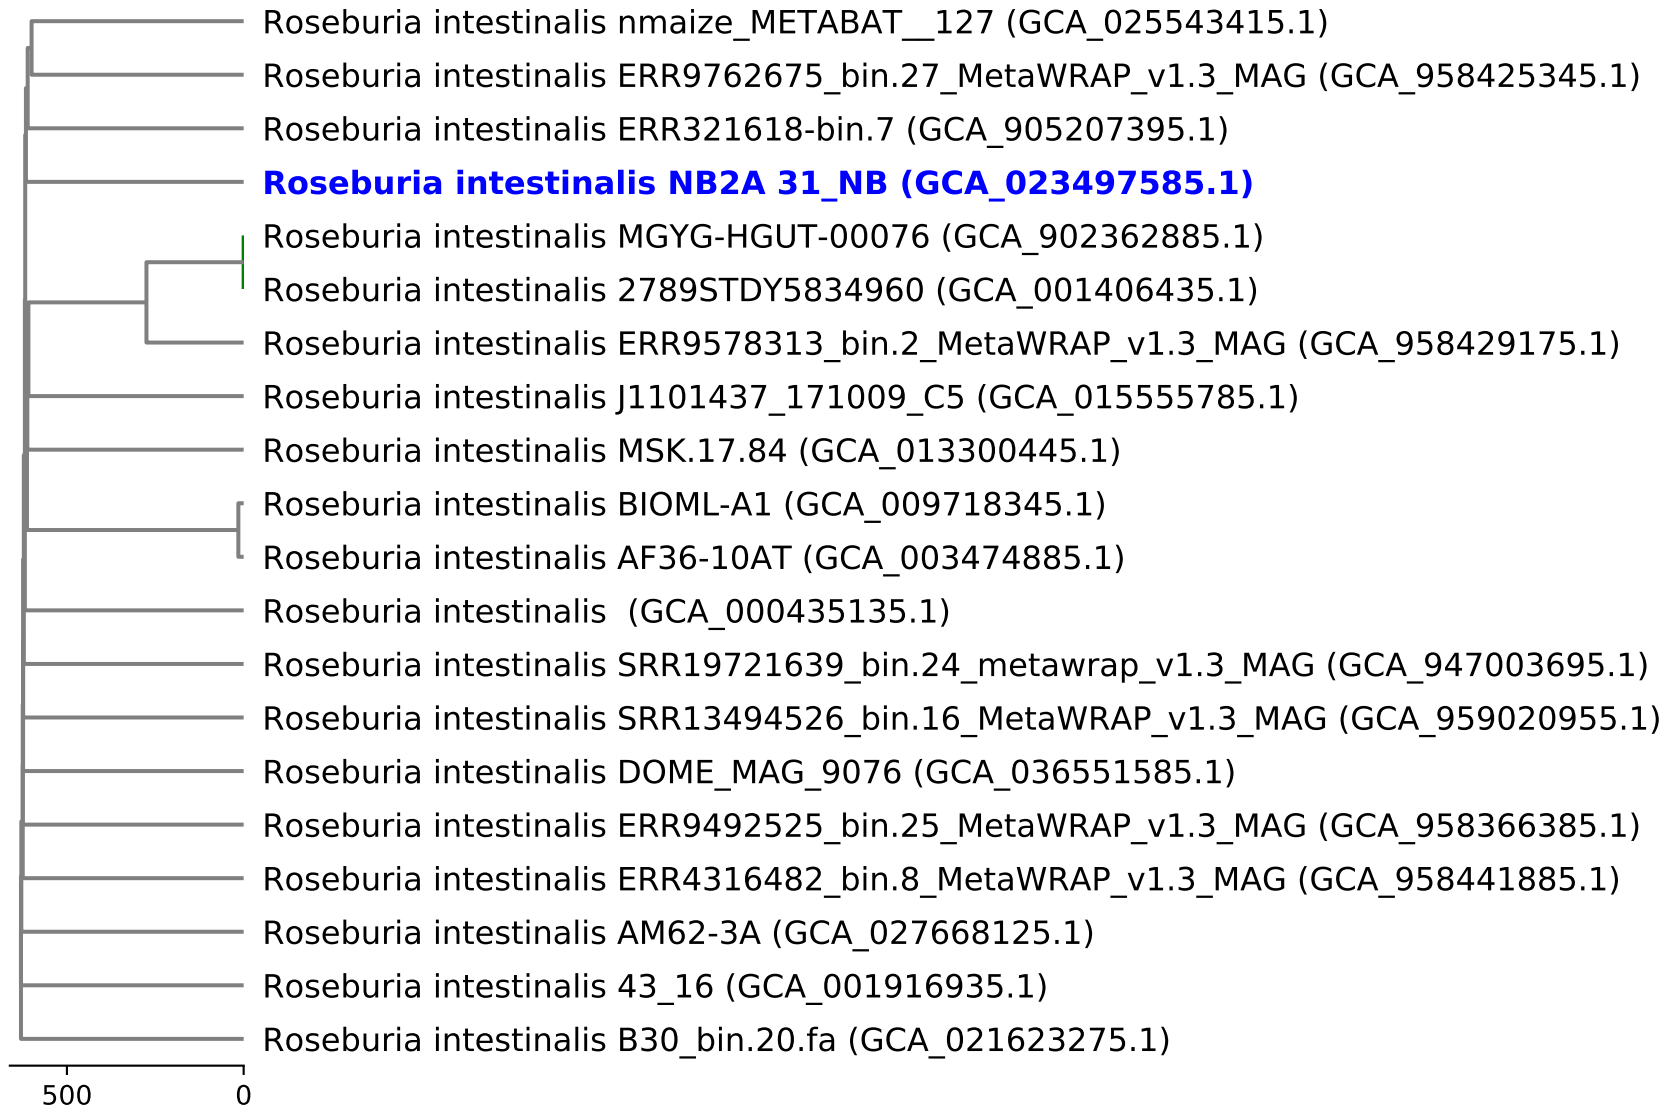 Roseburia intestinalis nmaize_METABAT__127 (GCA_025543415.1)
Roseburia intestinalis ERR9762675_bin.27_MetaWRAP_v1.3_MAG (GCA_958425345.1)
Roseburia intestinalis ERR321618-bin.7 (GCA_905207395.1)
Roseburia intestinalis NB2A 31_NB (GCA_023497585.1)
Roseburia intestinalis MGYG-HGUT-00076 (GCA_902362885.1)
Roseburia intestinalis 2789STDY5834960 (GCA_001406435.1)
Roseburia intestinalis ERR9578313_bin.2_MetaWRAP_v1.3_MAG (GCA_958429175.1)
Roseburia intestinalis J1101437_171009_C5 (GCA_015555785.1)
Roseburia intestinalis MSK.17.84 (GCA_013300445.1)
Roseburia intestinalis BIOML-A1 (GCA_009718345.1)
Roseburia intestinalis AF36-10AT (GCA_003474885.1)
Roseburia intestinalis  (GCA_000435135.1)
Roseburia intestinalis SRR19721639_bin.24_metawrap_v1.3_MAG (GCA_947003695.1)
Roseburia intestinalis SRR13494526_bin.16_MetaWRAP_v1.3_MAG (GCA_959020955.1)
Roseburia intestinalis DOME_MAG_9076 (GCA_036551585.1)
Roseburia intestinalis ERR9492525_bin.25_MetaWRAP_v1.3_MAG (GCA_958366385.1)
Roseburia intestinalis ERR4316482_bin.8_MetaWRAP_v1.3_MAG (GCA_958441885.1)
Roseburia intestinalis AM62-3A (GCA_027668125.1)
Roseburia intestinalis 43_16 (GCA_001916935.1)
Roseburia intestinalis B30_bin.20.fa (GCA_021623275.1)
500 0